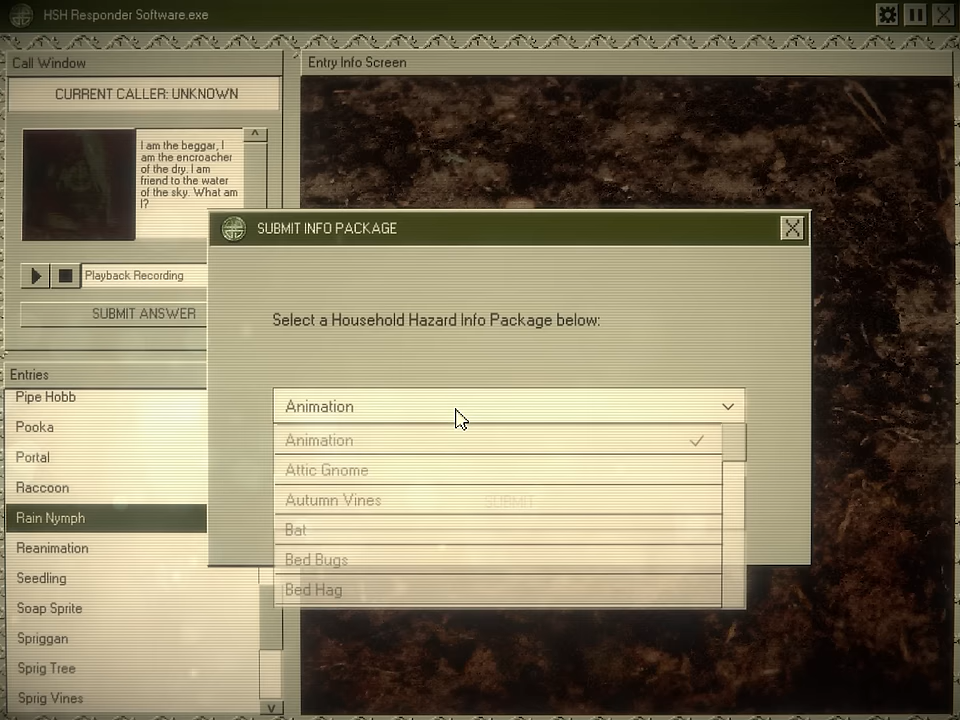 HSH Responder Software.exe
Call Window
CURRENT CALLER: UNKNOWN
I am the beggar, I
am the encroacher
of the dry. I am
friend to the water
of the sky. What am
I?
Playback Recording
SUBMIT ANSWER
Entries
Pipe Hobb
Pooka
Portal
Raccoon
Rain Nymph
Reanimation
Seedling
Soap Sprite
Spriggan
Sprig Tree
Sprig Vines
Entry Info Screen
SUBMIT INFO PACKAGE
Select a Household Hazard Info Package below:
Animation
Animation
Attic Gnome
Autumn Vines
SUBMIT
Bat
Bed Bugs
Bed Hag